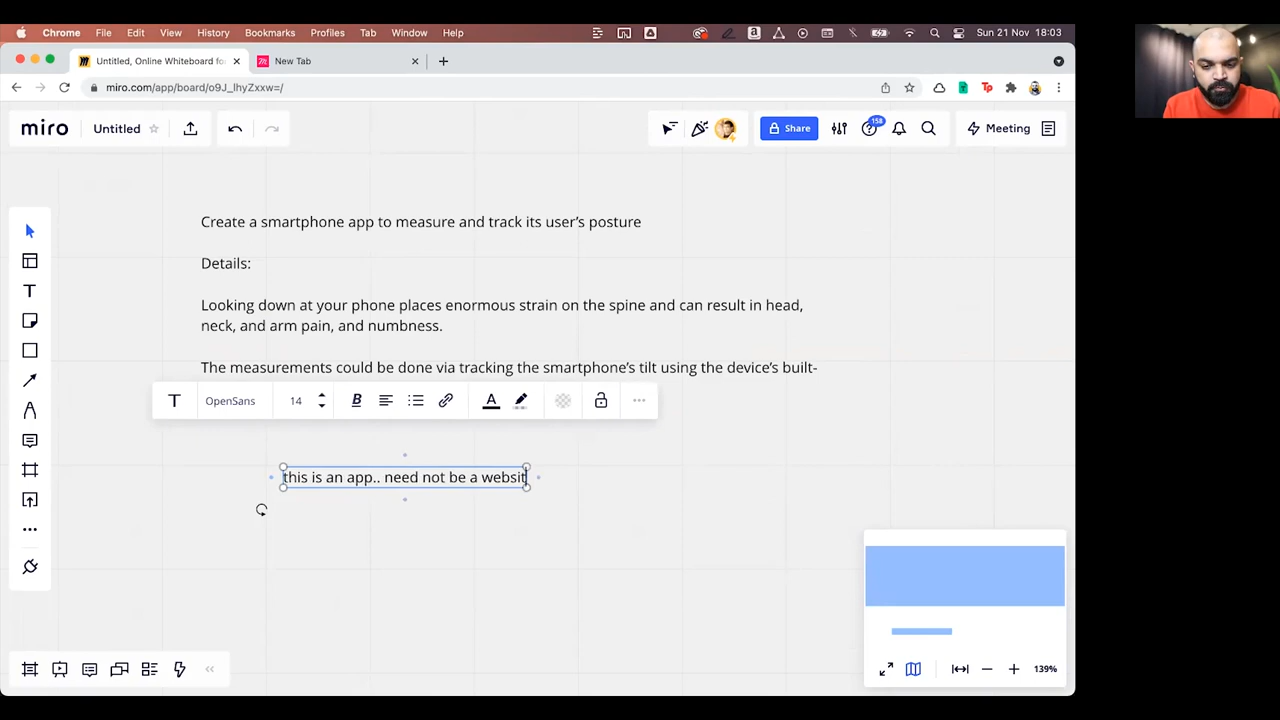 Chrome File Edit View History Bookmarks Profiles Tab Window Help Sun 21 Nov 18:03
Untitled, Online Whiteboard fo New Tab
miro.com/app/board/o9J_lhyZxxw=/
miro Untitled Share 158 Meeting
Create a smartphone app to measure and track its user’s posture
Details:
Looking down at your phone places enormous strain on the spine and can result in head,
neck, and arm pain, and numbness.
The measurements could be done via tracking the smartphone’s tilt using the device’s built-
OpenSans 14 B A
this is an app.. need not be a websit
139%